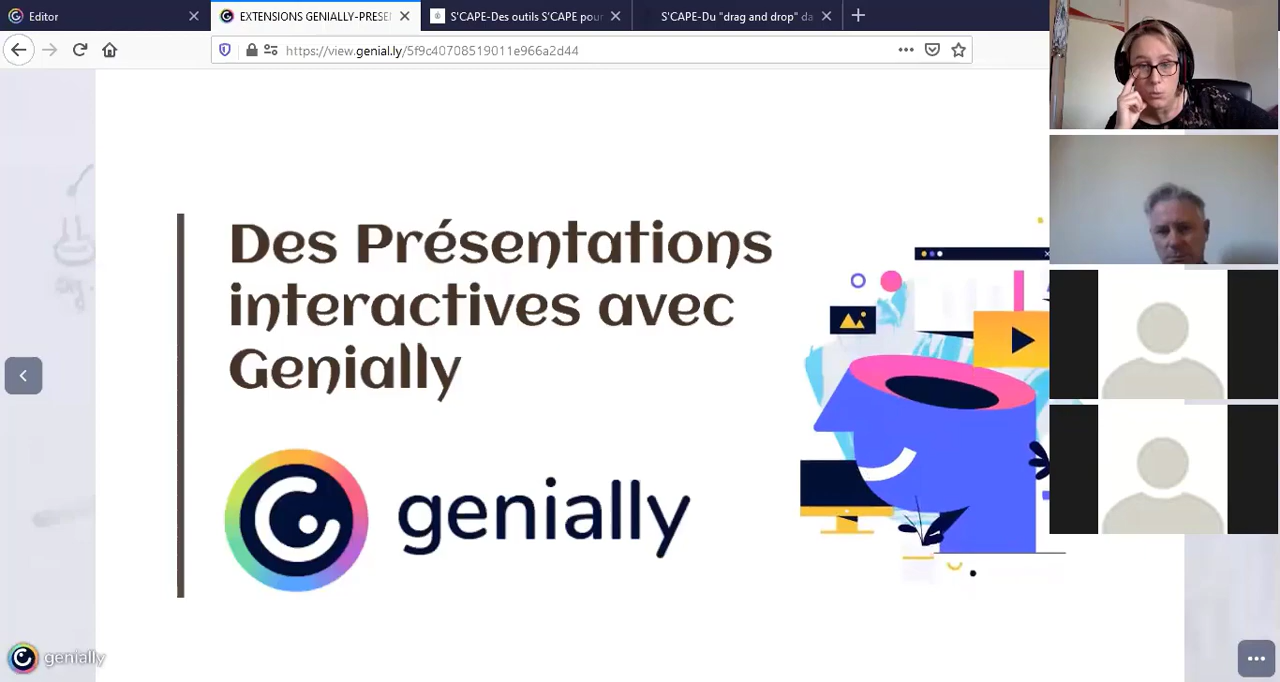 Editor
EXTENSIONS GENIALLY-PRESE
S'CAPE-Des outils S'CAPE pour
S'CAPE-Du "drag and drop" da
https://view.genial.ly/5f9c40708519011e966a2d44
Des Présentations
interactives avec
Genially
genially
genially